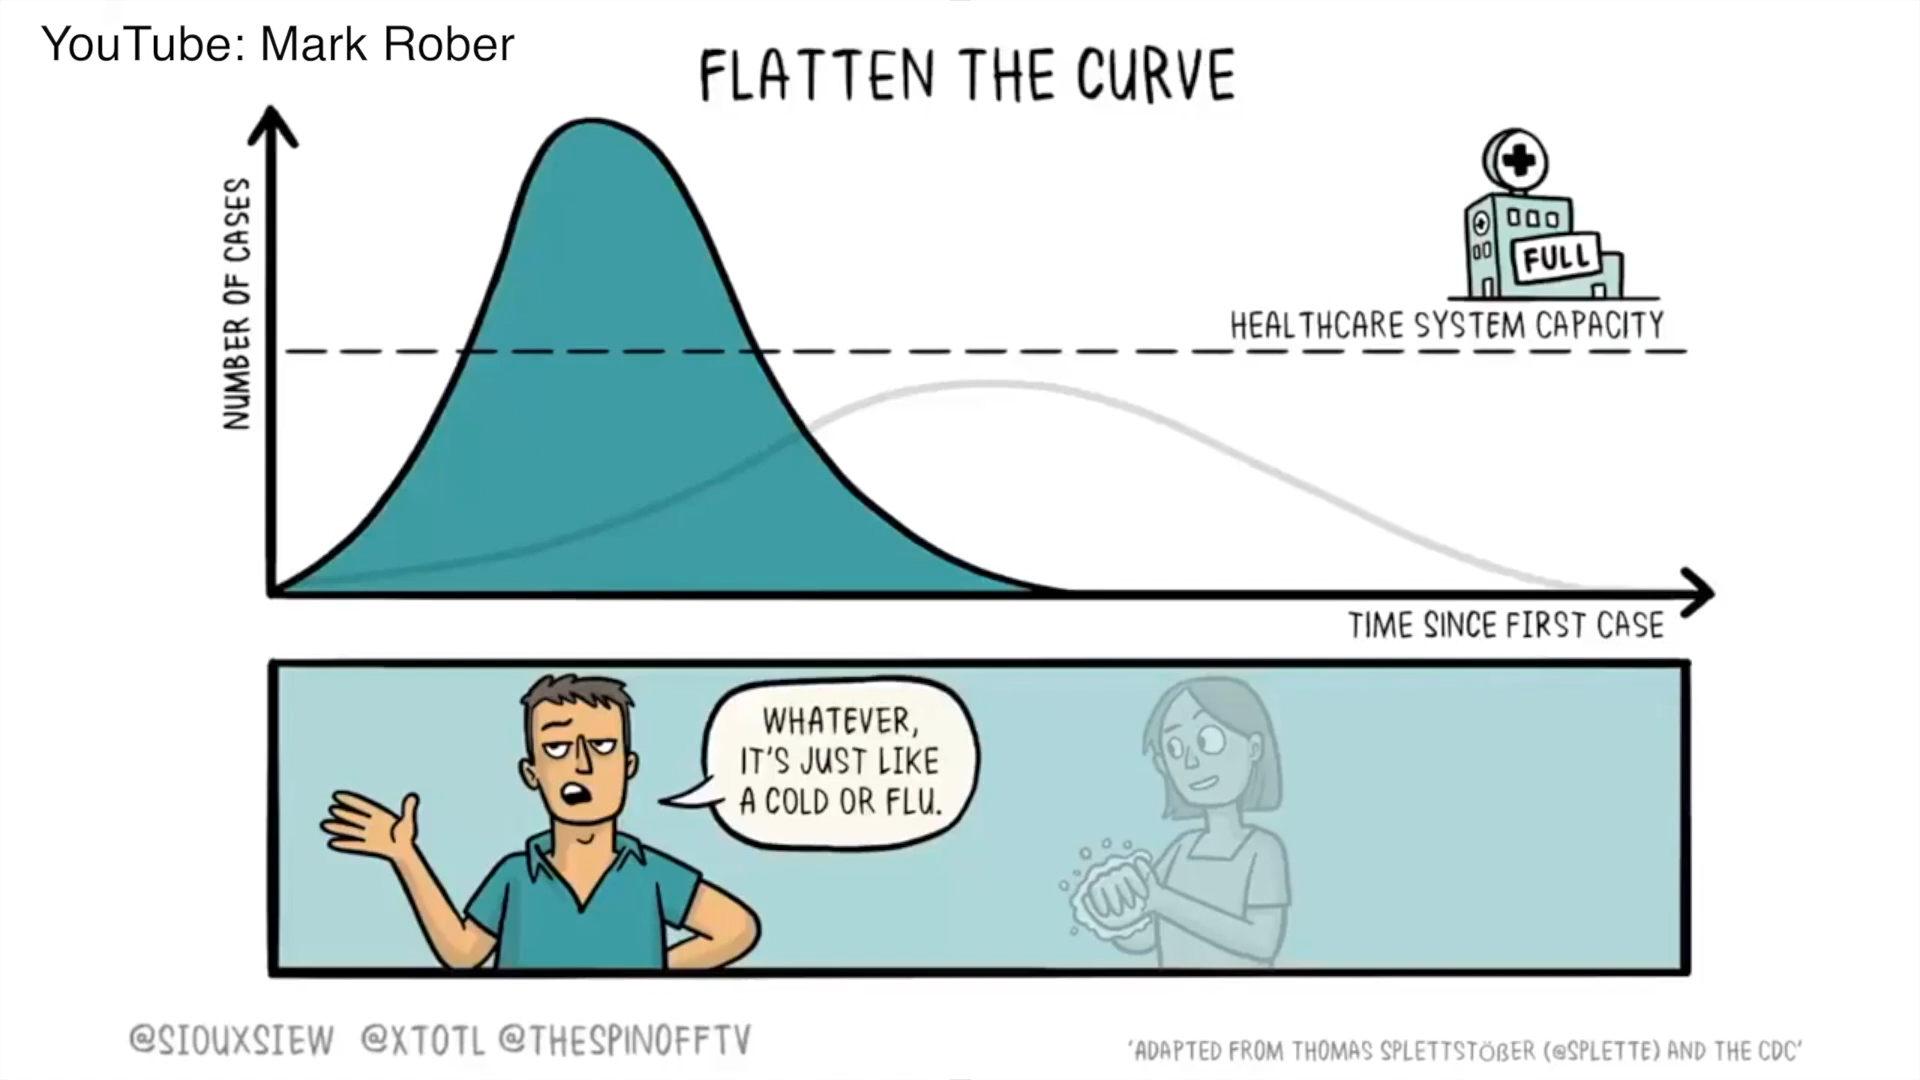 YouTube: Mark Rober
FLATTEN THE CURVE
NUMBER OF CASES
FULL
HEALTHCARE SYSTEM CAPACITY
TIME SINCE FIRST CASE
WHATEVER,
IT'S JUST LIKE
A COLD OR FLU.
@SIOUXSIEW @XTOTL @THESPINOFFTV
'ADAPTED FROM THOMAS SPLETTSTÖßER (@SPLETTE) AND THE CDC'